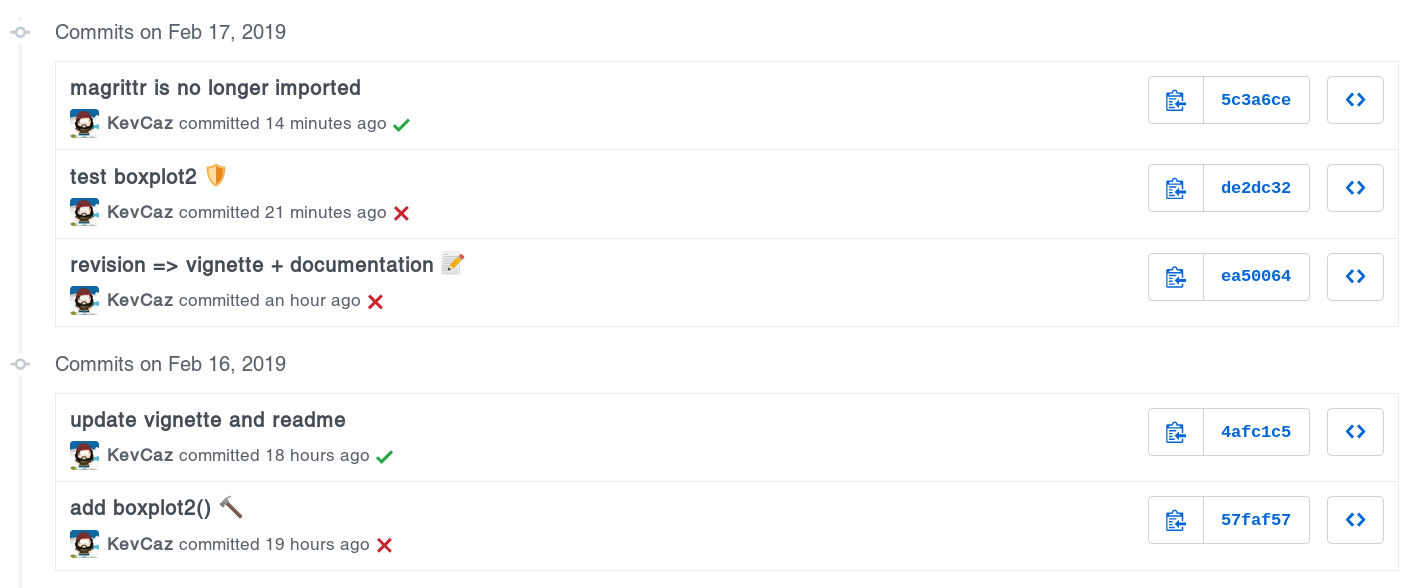 Commits on Feb 17, 2019
magrittr is no longer imported
KevCaz committed 14 minutes ago
5c3a6ce
test boxplot2
KevCaz committed 21 minutes ago
de2dc32
revision => vignette + documentation
KevCaz committed an hour ago
ea50064
Commits on Feb 16, 2019
update vignette and readme
KevCaz committed 18 hours ago
4afc1c5
add boxplot2()
KevCaz committed 19 hours ago
57faf57